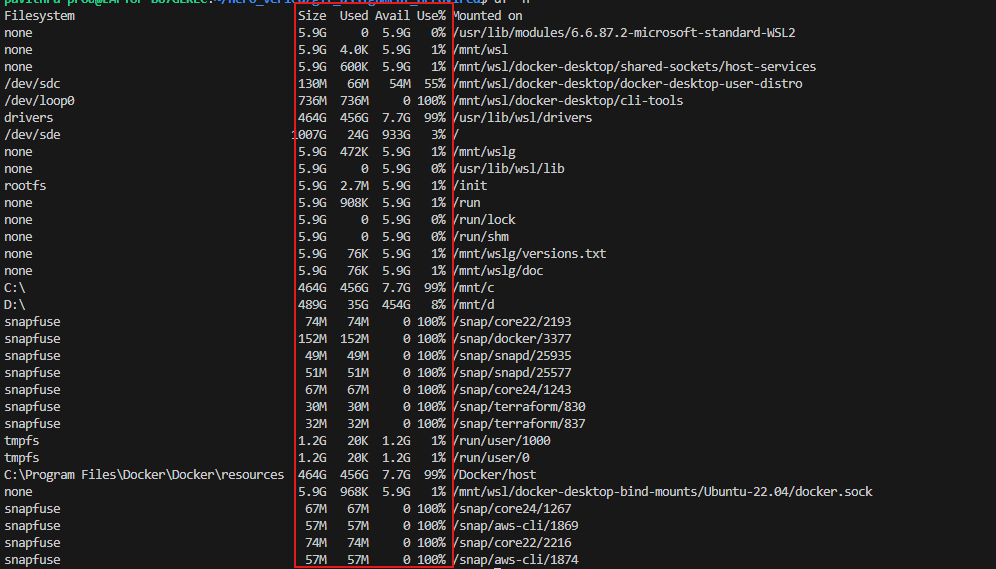 Filesystem Size Used Avail Use% Mounted on
none 5.9G 0 5.9G 0% /usr/lib/modules/6.6.87.2-microsoft-standard-WSL2
none 5.9G 4.0K 5.9G 1% /mnt/wsl
none 5.9G 600K 5.9G 1% /mnt/wsl/docker-desktop/shared-sockets/host-services
/dev/sdc 130M 66M 54M 55% /mnt/wsl/docker-desktop/docker-desktop-user-distro
/dev/loop0 736M 736M 0 100% /mnt/wsl/docker-desktop/cli-tools
drivers 464G 456G 7.7G 99% /usr/lib/wsl/drivers
/dev/sde 1007G 24G 933G 3% /
none 5.9G 472K 5.9G 1% /mnt/wslg
none 5.9G 0 5.9G 0% /usr/lib/wsl/lib
rootfs 5.9G 2.7M 5.9G 1% /init
none 5.9G 908K 5.9G 1% /run
none 5.9G 0 5.9G 0% /run/lock
none 5.9G 0 5.9G 0% /run/shm
none 5.9G 76K 5.9G 1% /mnt/wslg/versions.txt
none 5.9G 76K 5.9G 1% /mnt/wslg/doc
C:\ 464G 456G 7.7G 99% /mnt/c
D:\ 489G 35G 454G 8% /mnt/d
snapfuse 74M 74M 0 100% /snap/core22/2193
snapfuse 152M 152M 0 100% /snap/docker/3377
snapfuse 49M 49M 0 100% /snap/snapd/25935
snapfuse 51M 51M 0 100% /snap/snapd/25577
snapfuse 67M 67M 0 100% /snap/core24/1243
snapfuse 30M 30M 0 100% /snap/terraform/830
snapfuse 32M 32M 0 100% /snap/terraform/837
tmpfs 1.2G 20K 1.2G 1% /run/user/1000
tmpfs 1.2G 20K 1.2G 1% /run/user/0
C:\Program Files\Docker\Docker\resources 464G 456G 7.7G 99% /Docker/host
none 5.9G 968K 5.9G 1% /mnt/wsl/docker-desktop-bind-mounts/Ubuntu-22.04/docker.sock
snapfuse 67M 67M 0 100% /snap/core24/1267
snapfuse 57M 57M 0 100% /snap/aws-cli/1869
snapfuse 74M 74M 0 100% /snap/core22/2216
snapfuse 57M 57M 0 100% /snap/aws-cli/1874